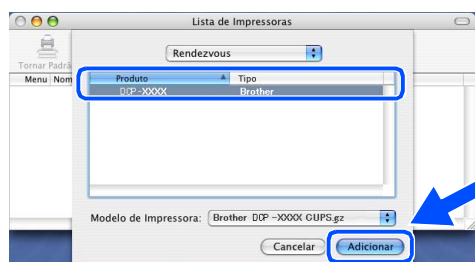 Lista de Impressoras
Tornar Padrã
Menu Nom
Rendezvous
Produto Tipo
DCP-XXXX Brother
Modelo de Impressora: Brother DCP-XXXX CUPS.gz
Cancelar Adicionar